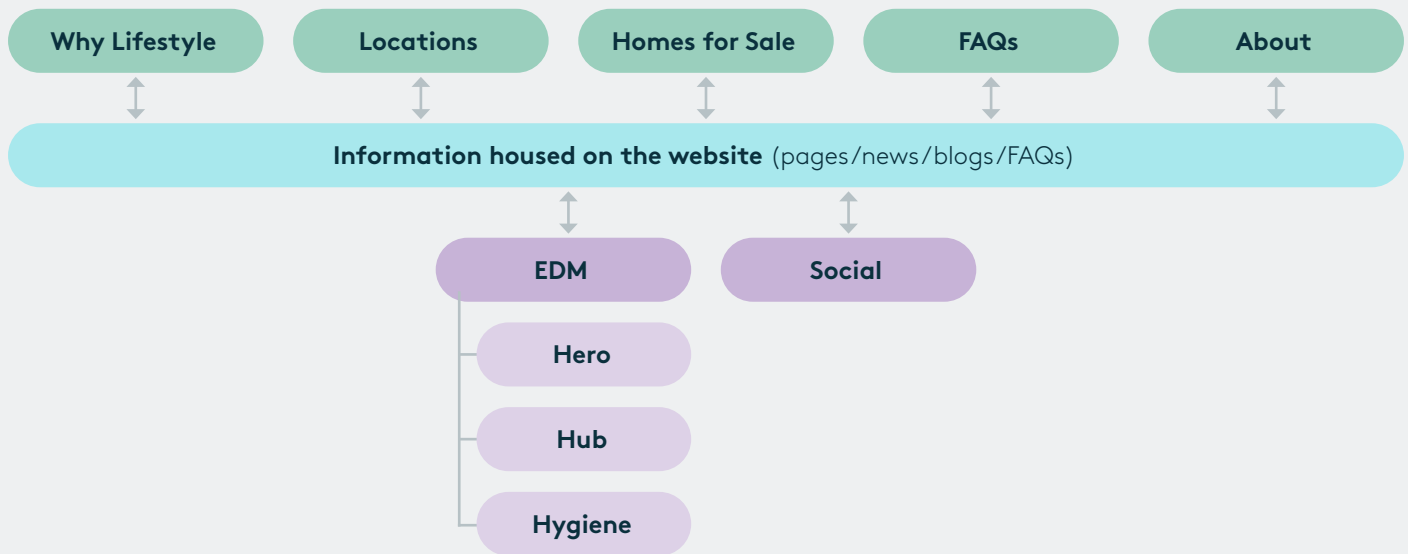 Why Lifestyle
Locations
Homes for Sale
FAQs
About
Information housed on the website (pages/news/blogs/FAQs)
EDM
Social
Hero
Hub
Hygiene